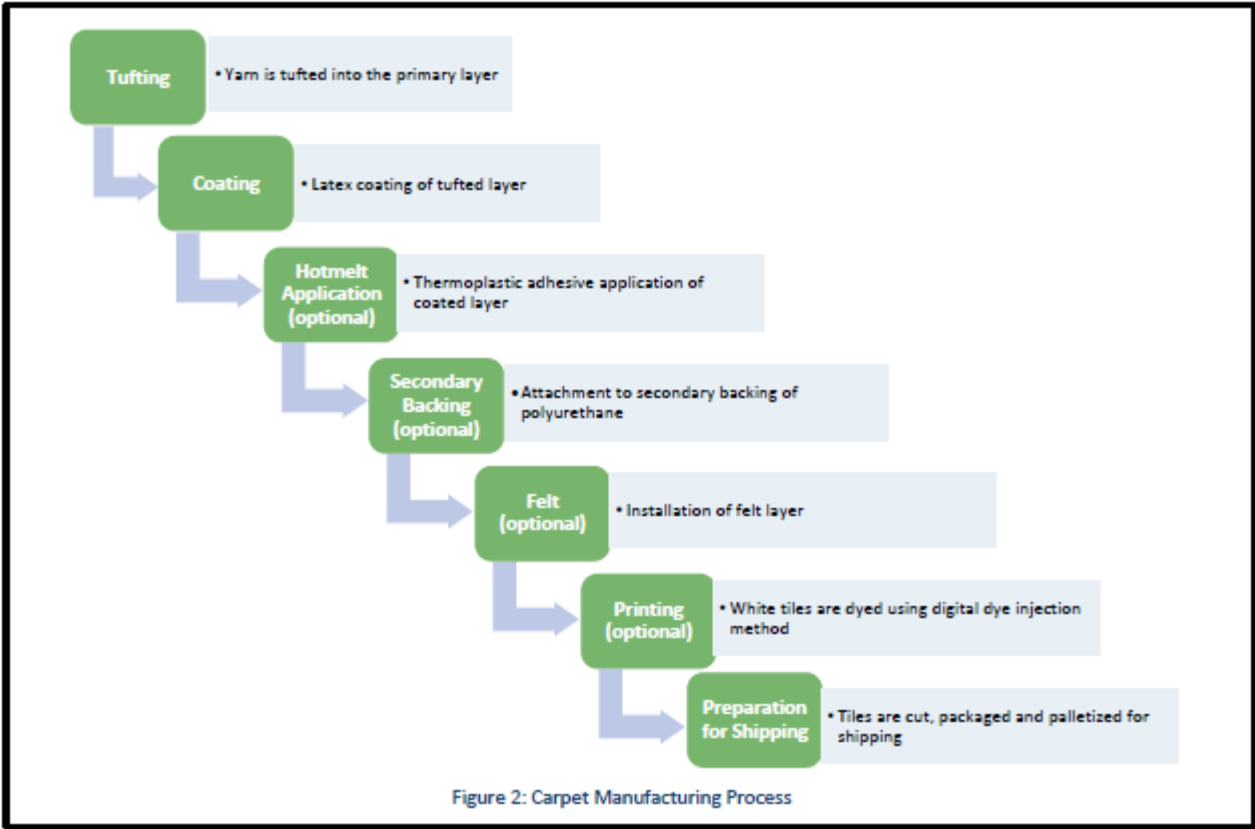 Tufting
• Yarn is tufted into the primary layer
Coating
• Latex coating of tufted layer
Hotmelt
Application
(optional)
• Thermoplastic adhesive application of
coated layer
Secondary
Backing
(optional)
•Attachment to secondary backing of
polyurethane
Felt
(optional)
• Installation of felt layer
Printing
(optional)
• White tiles are dyed using digital dye injection
method
Preparation
for Shipping
• Tiles are cut, packaged and palletized for
shipping
Figure 2: Carpet Manufacturing Process